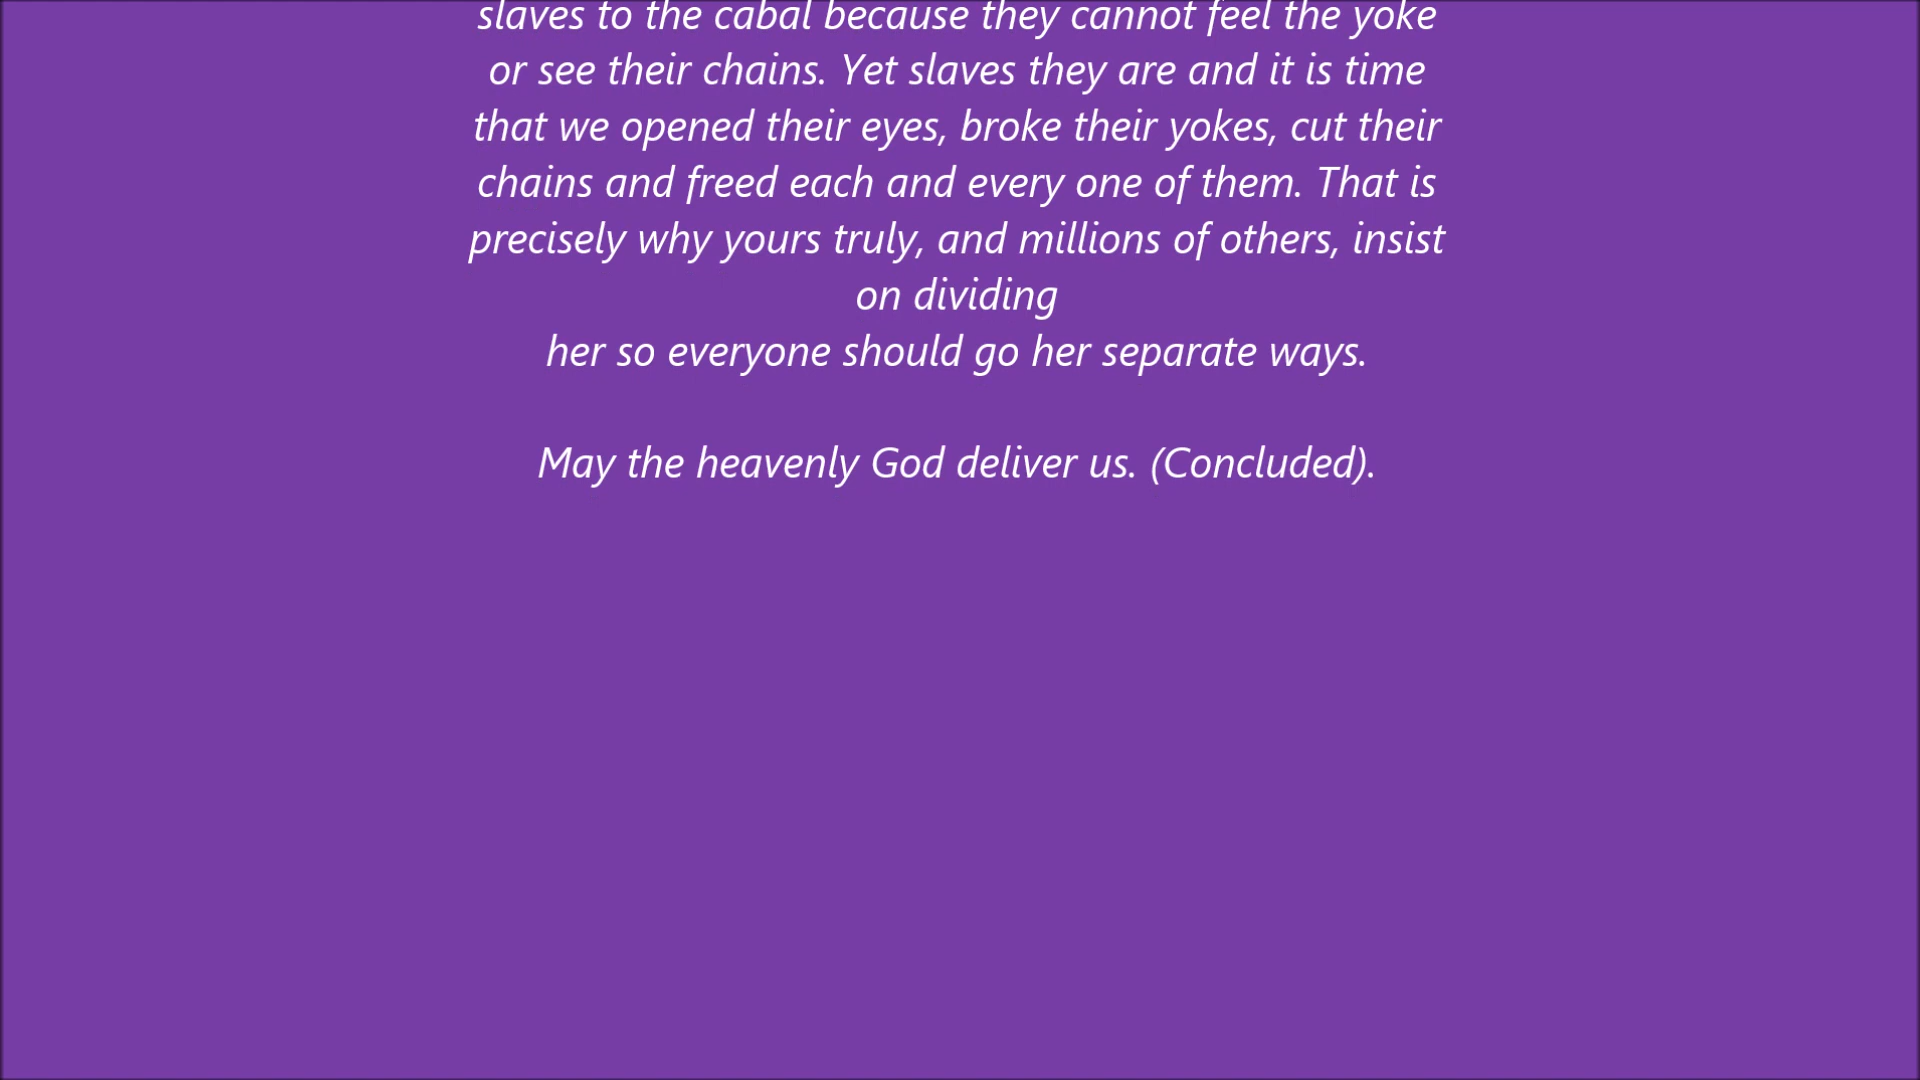 slaves to the cabal because they cannot feel the yoke
or see their chains. Yet slaves they are and it is time
that we opened their eyes, broke their yokes, cut their
chains and freed each and every one of them. That is
precisely why yours truly, and millions of others, insist
on dividing
her so everyone should go her separate ways.
May the heavenly God deliver us. (Concluded).